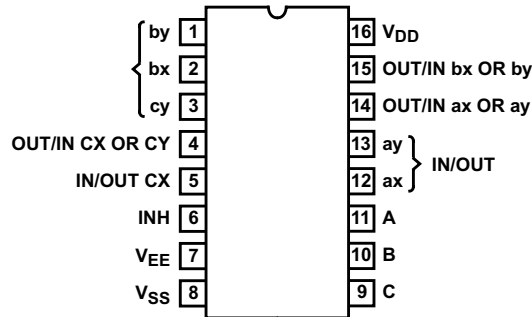 by 1
bx 2
cy 3
OUT/IN CX OR CY 4
IN/OUT CX 5
INH 6
VEE 7
VSS 8
16 VDD
15 OUT/IN bx OR by
14 OUT/IN ax OR ay
13 ay
12 ax
IN/OUT
11 A
10 B
9 C